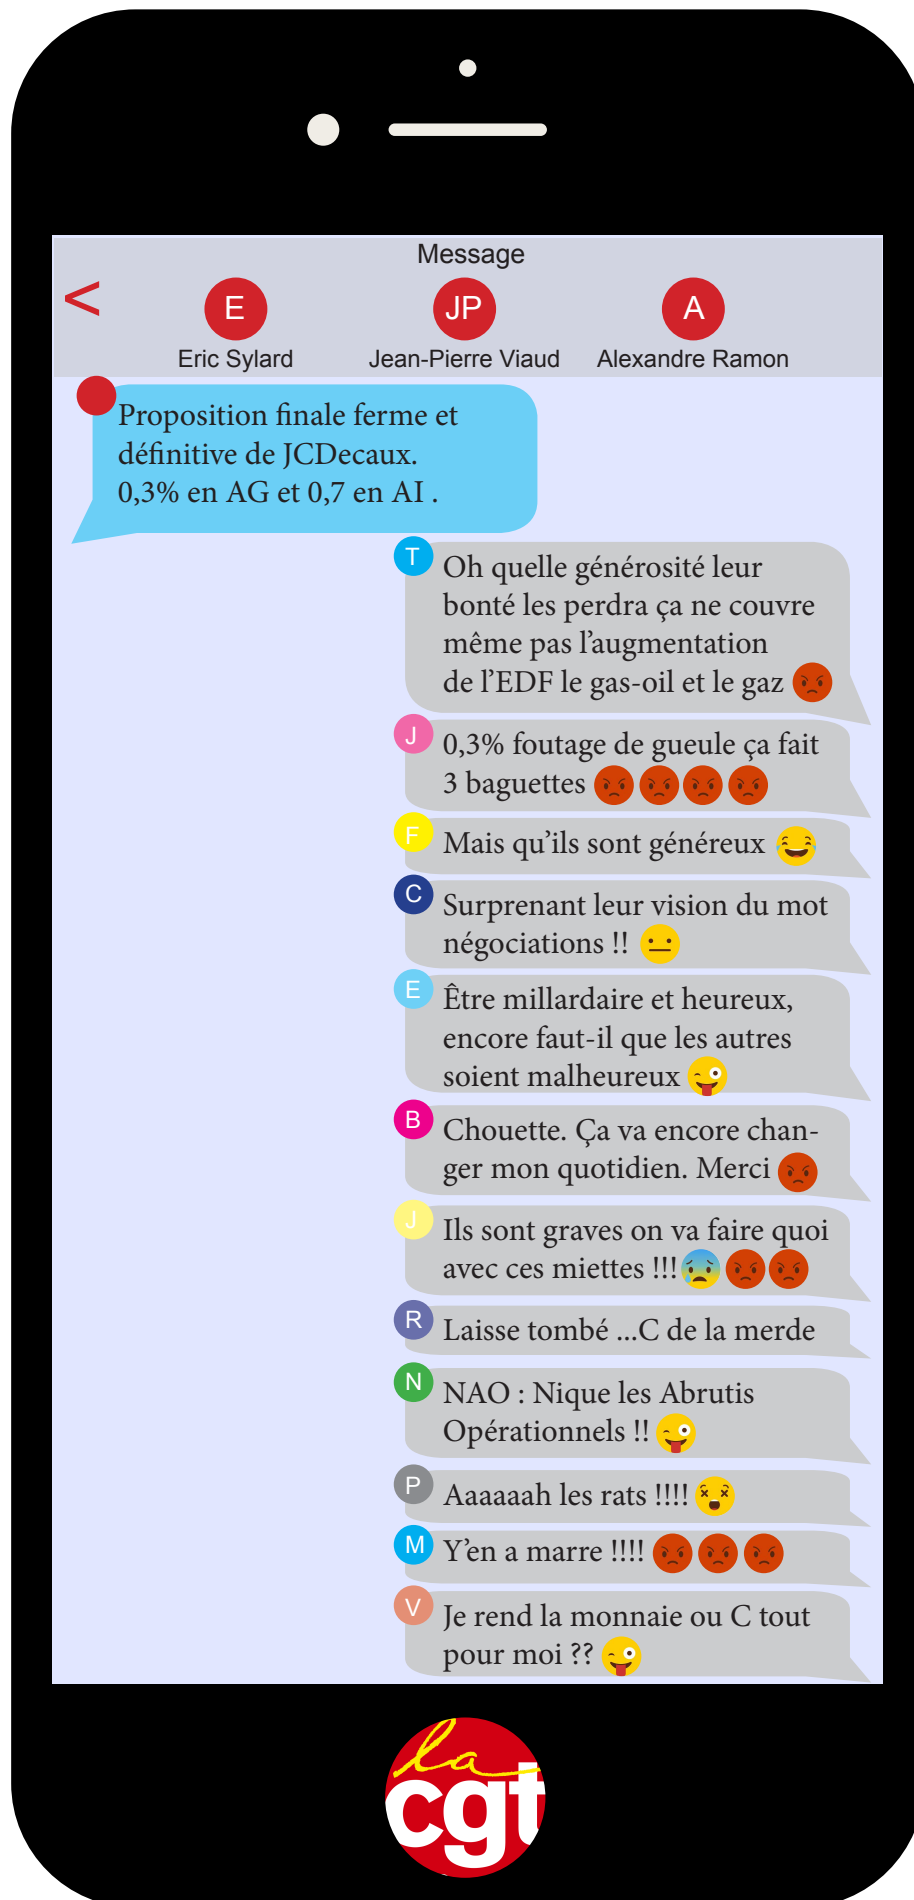 Message
<
E
JP
A
Eric Sylard
Jean-Pierre Viaud
Alexandre Ramon
Proposition finale ferme et
définitive de JCDecaux.
0,3% en AG et 0,7 en AI .
T
Oh quelle générosité leur
bonté les perdra ça ne couvre
même pas l'augmentation
de l'EDF le gas-oil et le gaz
J
0,3% foutage de gueule ça fait
3 baguettes
F
Mais qu'ils sont généreux
C
Surprenant leur vision du mot
négociations !!
E
Être millardaire et heureux,
encore faut-il que les autres
soient malheureux
B
Chouette. Ça va encore chan-
ger mon quotidien. Merci
J
Ils sont graves on va faire quoi
avec ces miettes !!!
R
Laisse tombé ...C de la merde
N
NAO : Nique les Abrutis
Opérationnels !!
P
Aaaaaah les rats !!!!
M
Y'en a marre !!!!
V
Je rend la monnaie ou C tout
pour moi ??
la
cgt